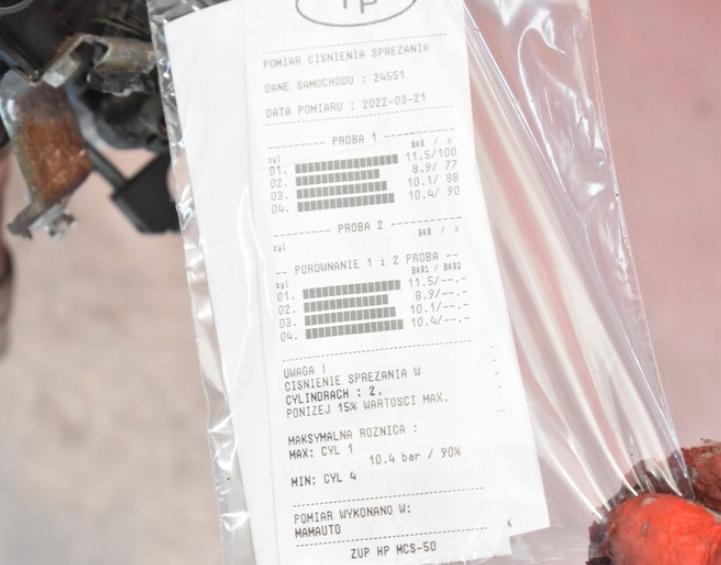 TP
POMIAR CISNIENIA SPREZANIA
DANE SAMOCHODU : 24551
DATA POMIARU : 2022-03-21
PROBA 1
cyl BAR / %
01. 11.5/100
02. 8.9/ 77
03. 10.1/ 88
04. 10.4/ 90
PROBA 2
cyl BAR / %
-- POROWNANIE 1 i 2 PROBA --
cyl BAR1 / BAR2
01. 11.5/--.-
02. 8.9/--.-
03. 10.1/--.-
04. 10.4/--.-
UWAGA !
CISNIENIE SPREZANIA W
CYLINDRACH : 2,
PONIZEJ 15% WARTOSCI MAX.
MAKSYMALNA ROZNICA :
MAX: CYL 1
10.4 bar / 90%
MIN: CYL 4
POMIAR WYKONANO W:
MAMAUTO
ZUP HP MCS-50